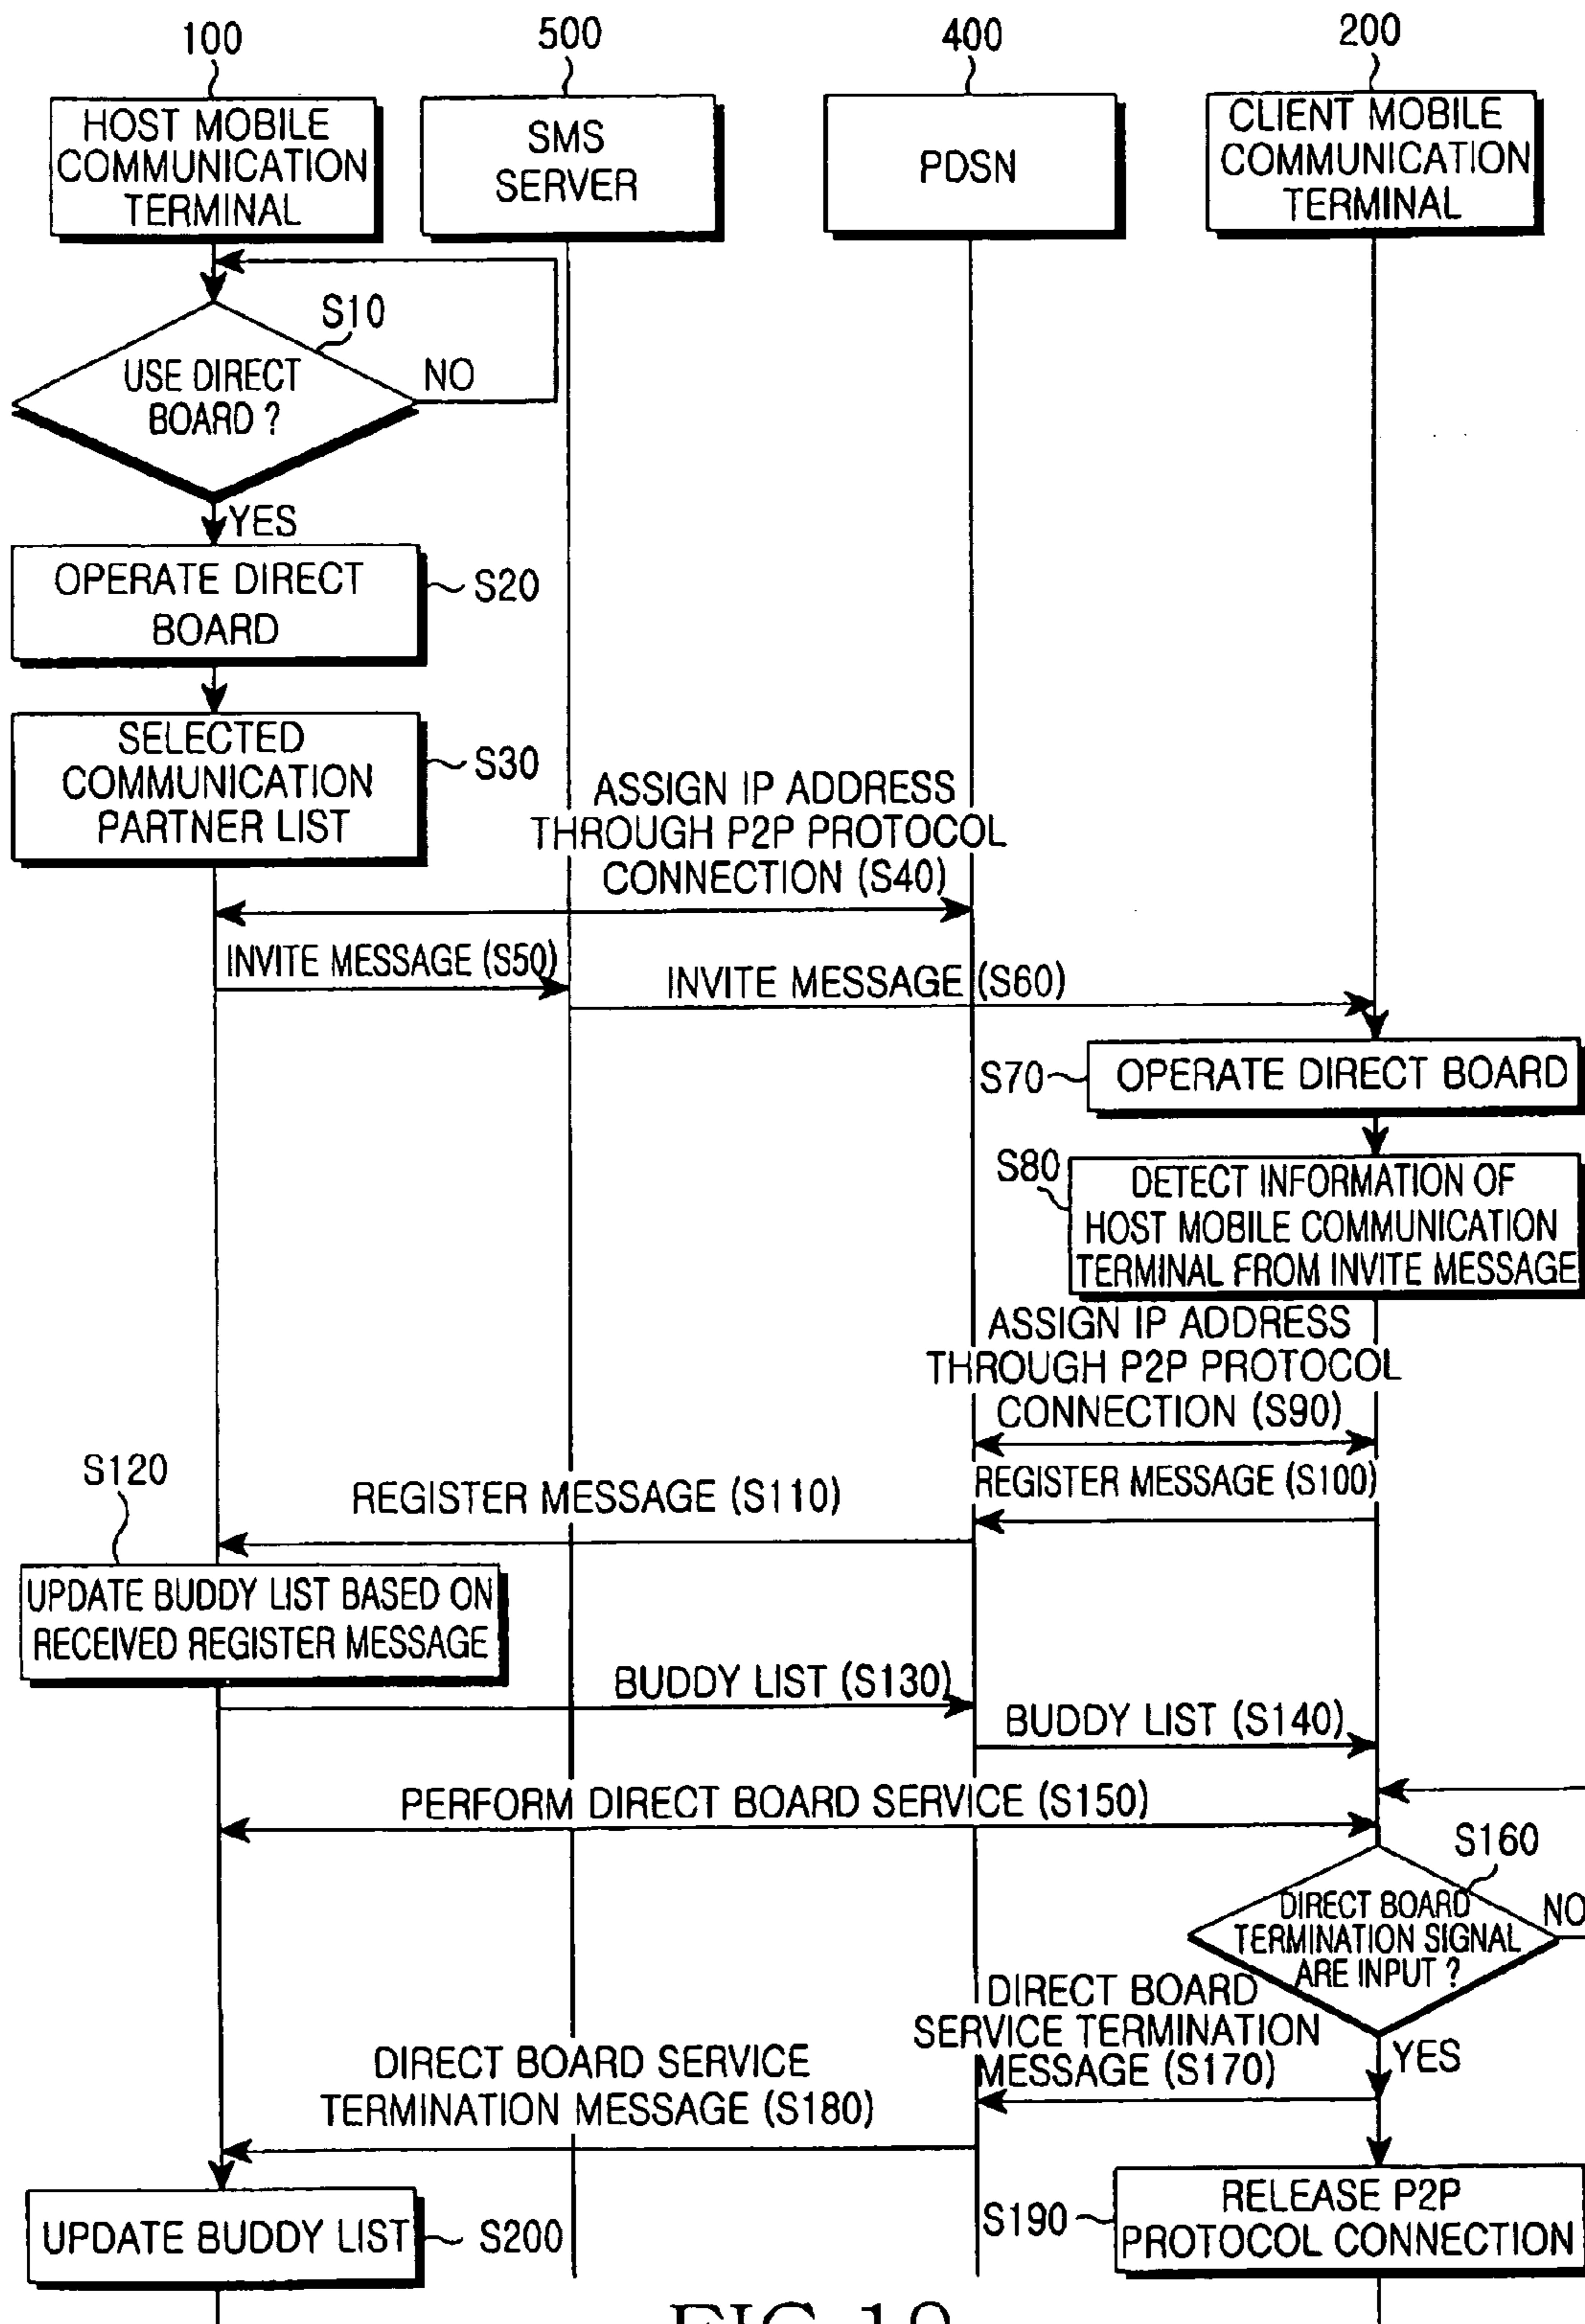 100
500
400
200
HOST MOBILE
COMMUNICATION
TERMINAL
SMS
SERVER
PDSN
CLIENT MOBILE
COMMUNICATION
TERMINAL
S10
USE DIRECT
BOARD ?
NO
YES
OPERATE DIRECT
BOARD
S20
SELECTED
COMMUNICATION
PARTNER LIST
S30
ASSIGN IP ADDRESS
THROUGH P2P PROTOCOL
CONNECTION (S40)
INVITE MESSAGE (S50)
INVITE MESSAGE (S60)
S70
OPERATE DIRECT BOARD
S80
DETECT INFORMATION OF
HOST MOBILE COMMUNICATION
TERMINAL FROM INVITE MESSAGE
ASSIGN IP ADDRESS
THROUGH P2P PROTOCOL
CONNECTION (S90)
REGISTER MESSAGE (S100)
REGISTER MESSAGE (S110)
S120
UPDATE BUDDY LIST BASED ON
RECEIVED REGISTER MESSAGE
BUDDY LIST (S130)
BUDDY LIST (S140)
PERFORM DIRECT BOARD SERVICE (S150)
S160
DIRECT BOARD
TERMINATION SIGNAL
ARE INPUT ?
NO
YES
DIRECT BOARD
SERVICE TERMINATION
MESSAGE (S170)
DIRECT BOARD SERVICE
TERMINATION MESSAGE (S180)
S190
RELEASE P2P
PROTOCOL CONNECTION
UPDATE BUDDY LIST
S200